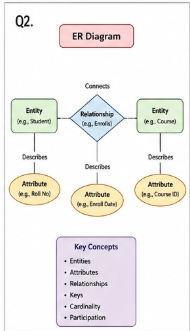 Q2.
ER Diagram
Connects
Entity
(e.g., Student)
Relationship
(e.g., Enrolls)
Entity
(e.g., Course)
Describes
Describes
Describes
Attribute
(e.g., Roll No)
Attribute
(e.g., Enroll Date)
Attribute
(e.g., Course ID)
Key Concepts
• Entities
• Attributes
• Relationships
• Keys
• Cardinality
• Participation